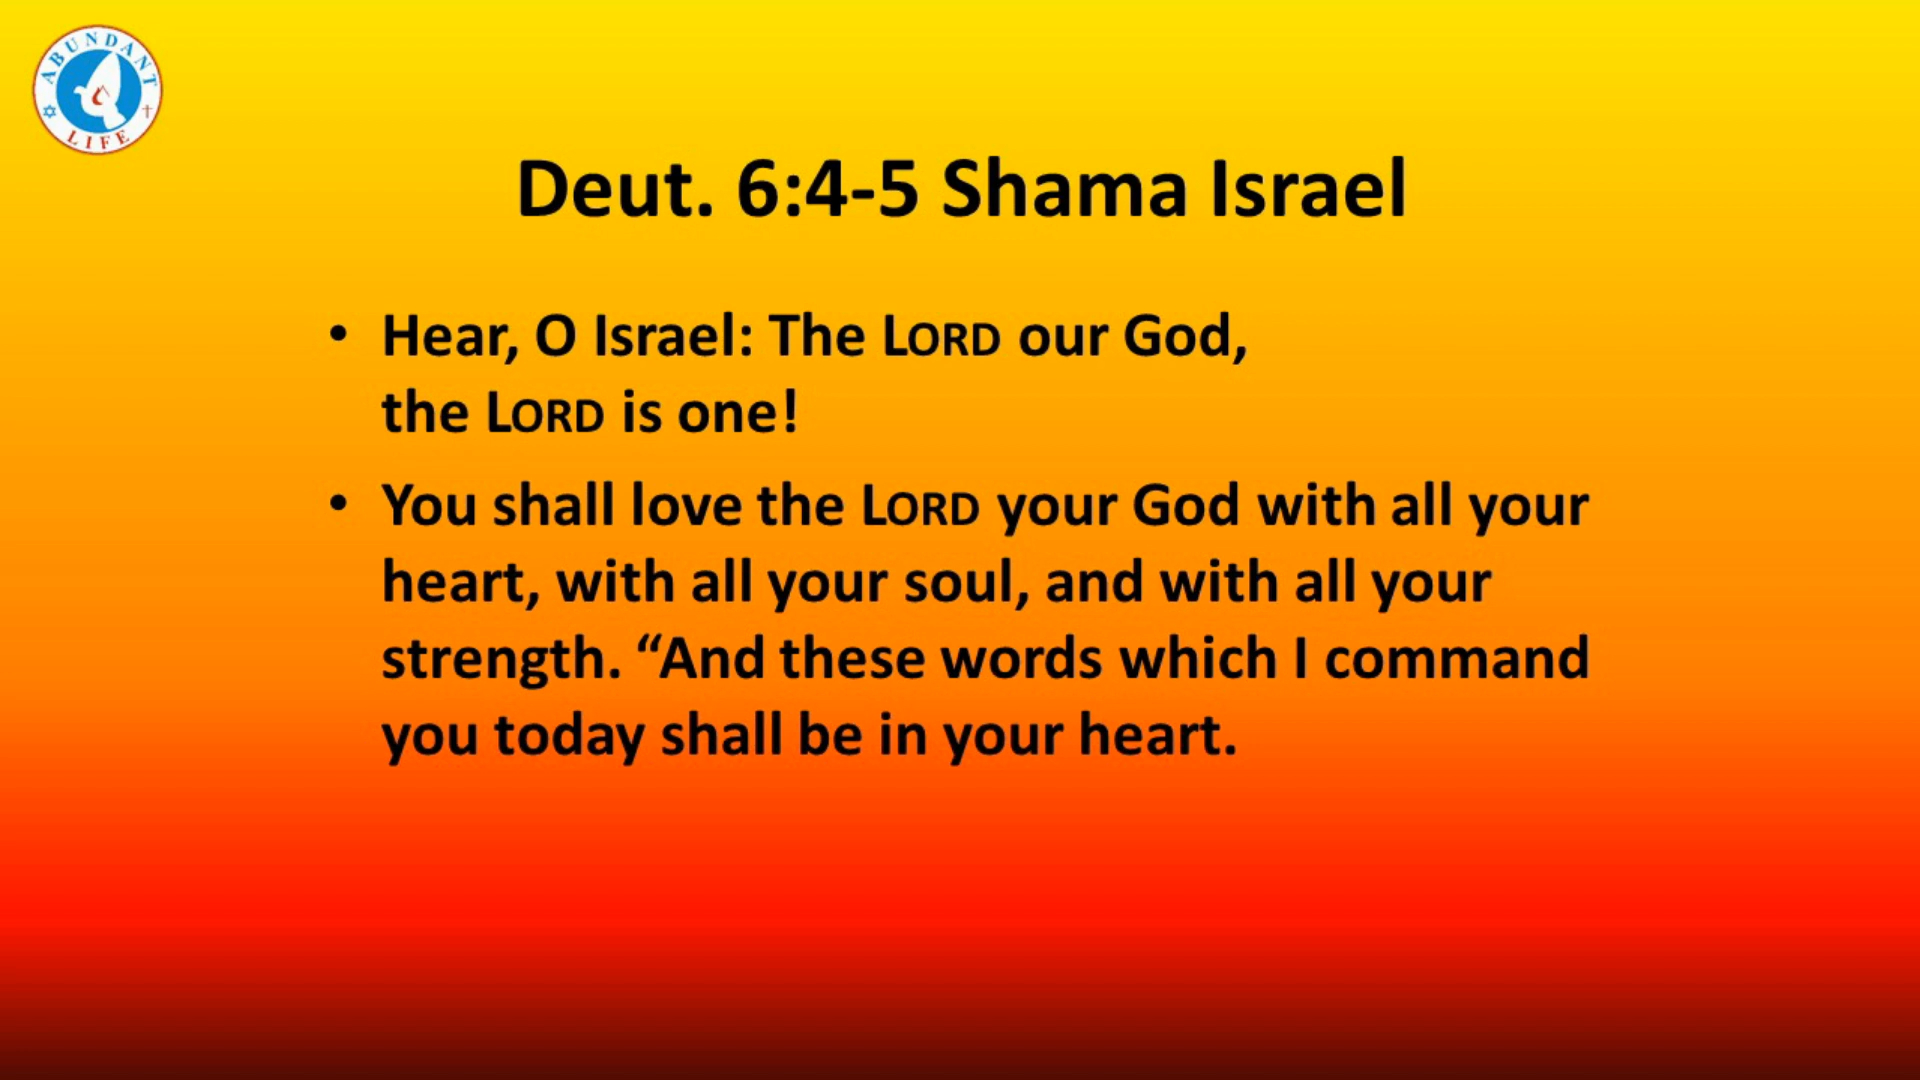 ABUNDANT
LIFE
Deut. 6:4-5 Shama Israel
• Hear, O Israel: The LORD our God,
the LORD is one!
• You shall love the LORD your God with all your
heart, with all your soul, and with all your
strength. “And these words which I command
you today shall be in your heart.